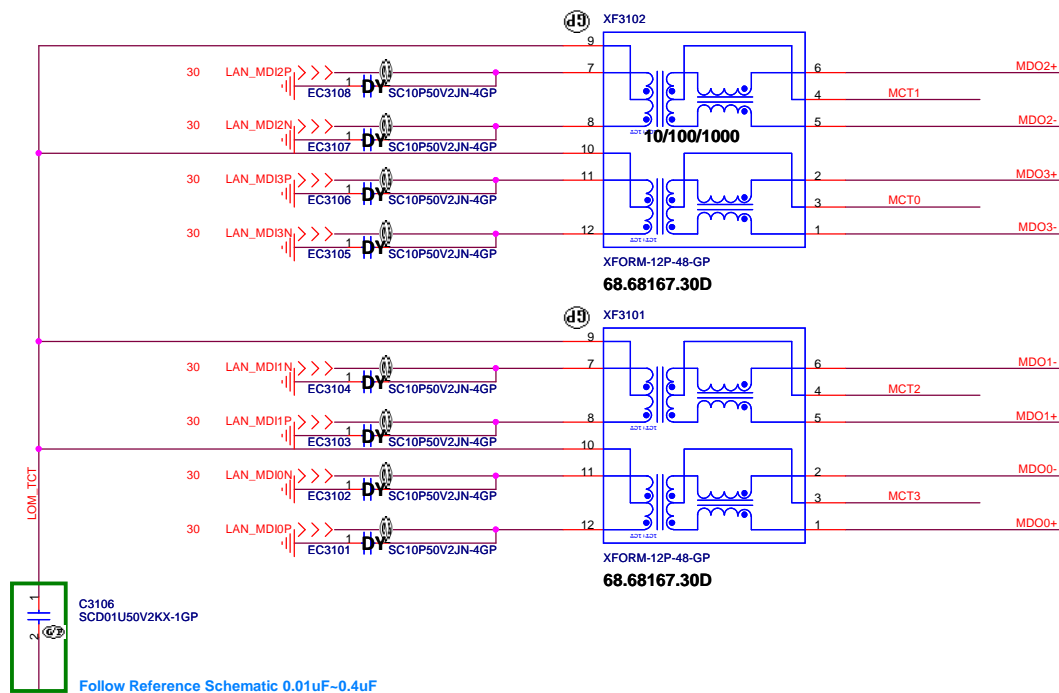 GP XF3102
9
30 LAN_MDI2P 7 6 MDO2+
1 DY
EC3108 SC10P50V2JN-4GP
4 MCT1
30 LAN_MDI2N 8 5 MDO2-
1 DY
EC3107 SC10P50V2JN-4GP
10/100/1000
10
30 LAN_MDI3P 11 2 MDO3+
1 DY
EC3106 SC10P50V2JN-4GP
3 MCT0
30 LAN_MDI3N 12 1 MDO3-
1 DY
EC3105 SC10P50V2JN-4GP
XFORM-12P-48-GP
68.68167.30D
GP XF3101
9
30 LAN_MDI1N 7 6 MDO1-
1 DY
EC3104 SC10P50V2JN-4GP
4 MCT2
30 LAN_MDI1P 8 5 MDO1+
1 DY
EC3103 SC10P50V2JN-4GP
10
30 LAN_MDI0N 11 2 MDO0-
1 DY
EC3102 SC10P50V2JN-4GP
3 MCT3
30 LAN_MDI0P 12 1 MDO0+
1 DY
EC3101 SC10P50V2JN-4GP
XFORM-12P-48-GP
68.68167.30D
LOM_TCT
1
C3106
SCD01U50V2KX-1GP
2
Follow Reference Schematic 0.01uF~0.4uF